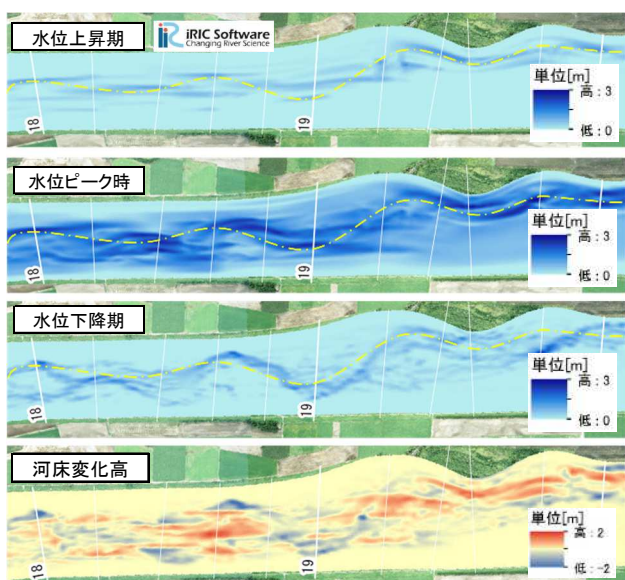 水位上昇期
iRIC Software
Changing River Science
単位[m]
高 : 3
低 : 0
18
19
水位ピーク時
単位[m]
高 : 3
低 : 0
18
19
水位下降期
単位[m]
高 : 3
低 : 0
18
19
河床変化高
単位[m]
高 : 2
低 : -2
18
19